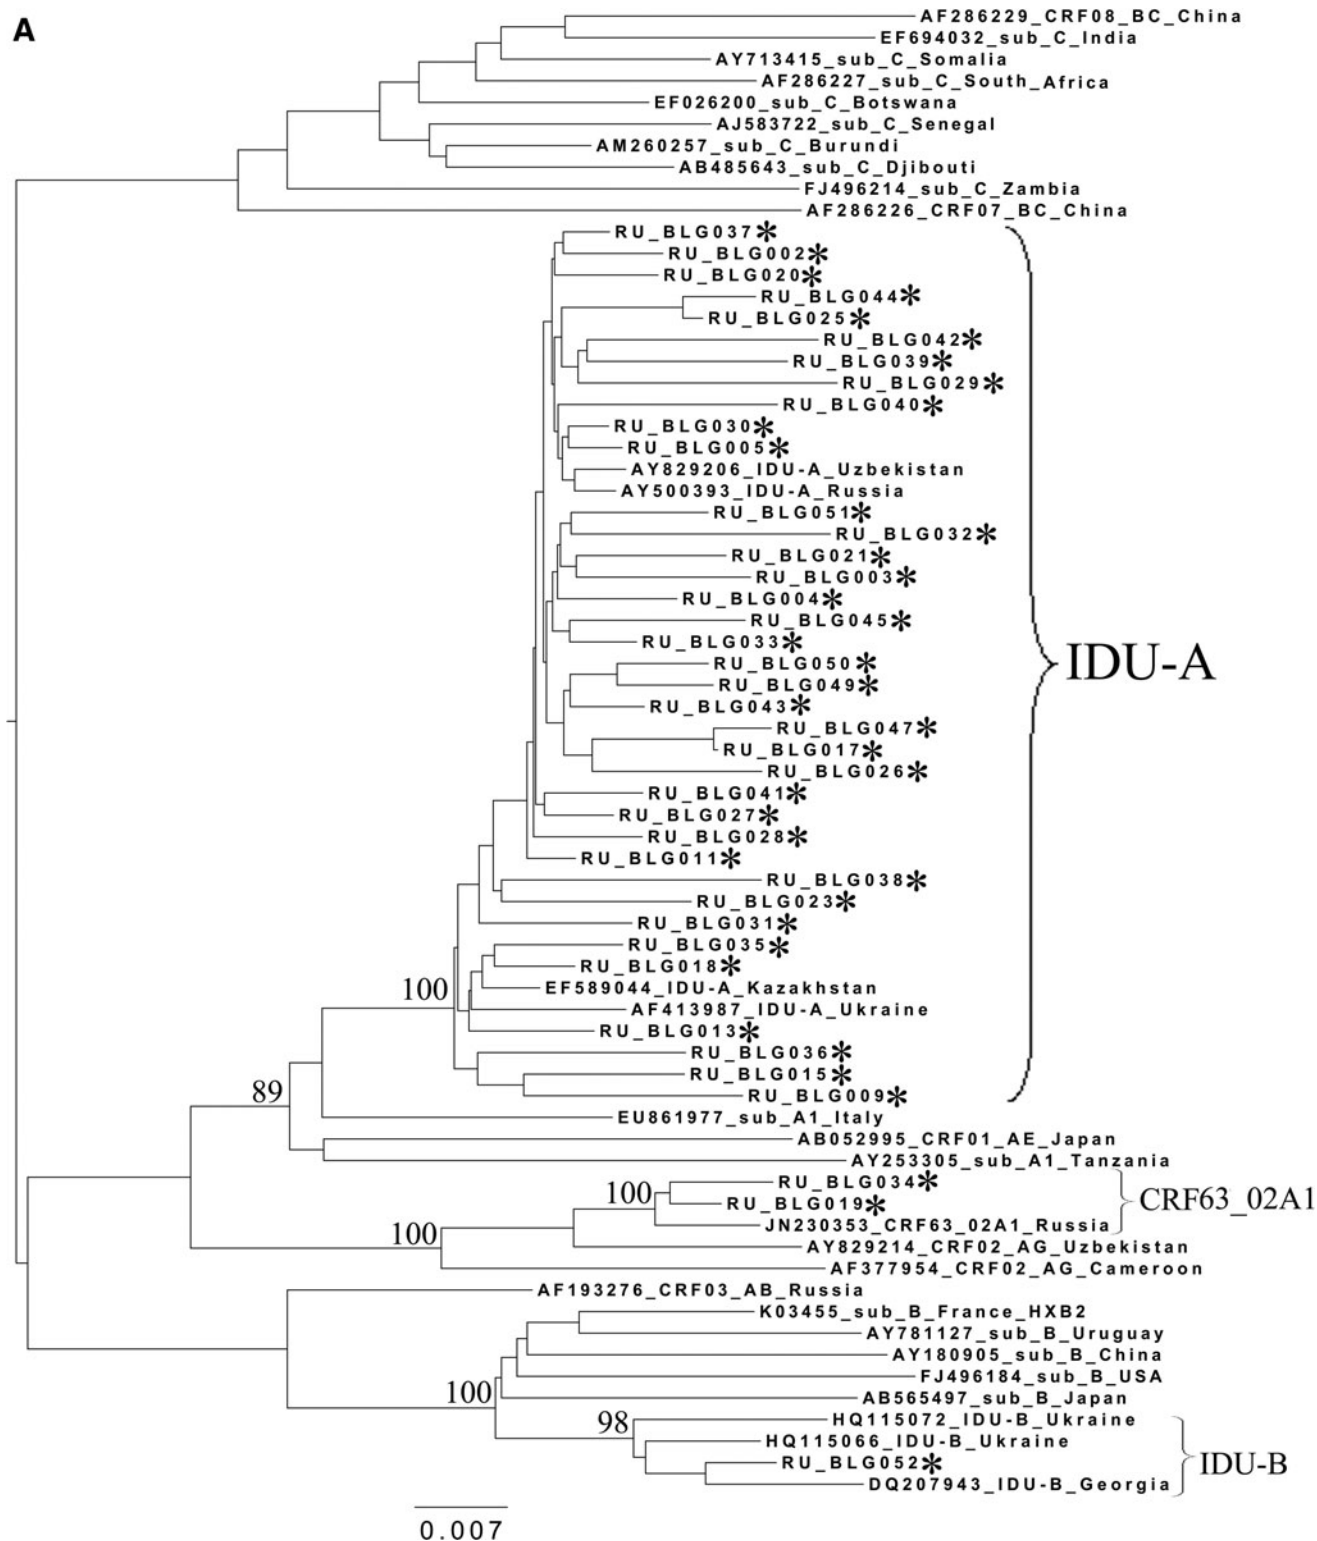 A
AF286229_CRF08_BC_China
EF694032_sub_C_India
AY713415_sub_C_Somalia
AF286227_sub_C_South_Africa
EF026200_sub_C_Botswana
AJ583722_sub_C_Senegal
AM260257_sub_C_Burundi
AB485643_sub_C_Djibouti
FJ496214_sub_C_Zambia
AF286226_CRF07_BC_China
RU_BLG037*
RU_BLG002*
RU_BLG020*
RU_BLG044*
RU_BLG025*
RU_BLG042*
RU_BLG039*
RU_BLG029*
RU_BLG040*
RU_BLG030*
RU_BLG005*
AY829206_IDU-A_Uzbekistan
AY500393_IDU-A_Russia
RU_BLG051*
RU_BLG032*
RU_BLG021*
RU_BLG003*
RU_BLG004*
RU_BLG045*
RU_BLG033*
RU_BLG050*
IDU-A
RU_BLG049*
RU_BLG043*
RU_BLG047*
RU_BLG017*
RU_BLG026*
RU_BLG041*
RU_BLG027*
RU_BLG028*
RU_BLG011*
RU_BLG038*
RU_BLG023*
RU_BLG031*
RU_BLG035*
RU_BLG018*
100
EF589044_IDU-A_Kazakhstan
AF413987_IDU-A_Ukraine
RU_BLG013*
RU_BLG036*
RU_BLG015*
89
RU_BLG009*
EU861977_sub_A1_Italy
AB052995_CRF01_AE_Japan
AY253305_sub_A1_Tanzania
RU_BLG034*
100
RU_BLG019*
CRF63_02A1
JN230353_CRF63_02A1_Russia
100
AY829214_CRF02_AG_Uzbekistan
AF377954_CRF02_AG_Cameroon
AF193276_CRF03_AB_Russia
K03455_sub_B_France_HXB2
AY781127_sub_B_Uruguay
AY180905_sub_B_China
FJ496184_sub_B_USA
100
AB565497_sub_B_Japan
98
HQ115072_IDU-B_Ukraine
HQ115066_IDU-B_Ukraine
RU_BLG052*
IDU-B
DQ207943_IDU-B_Georgia
0.007